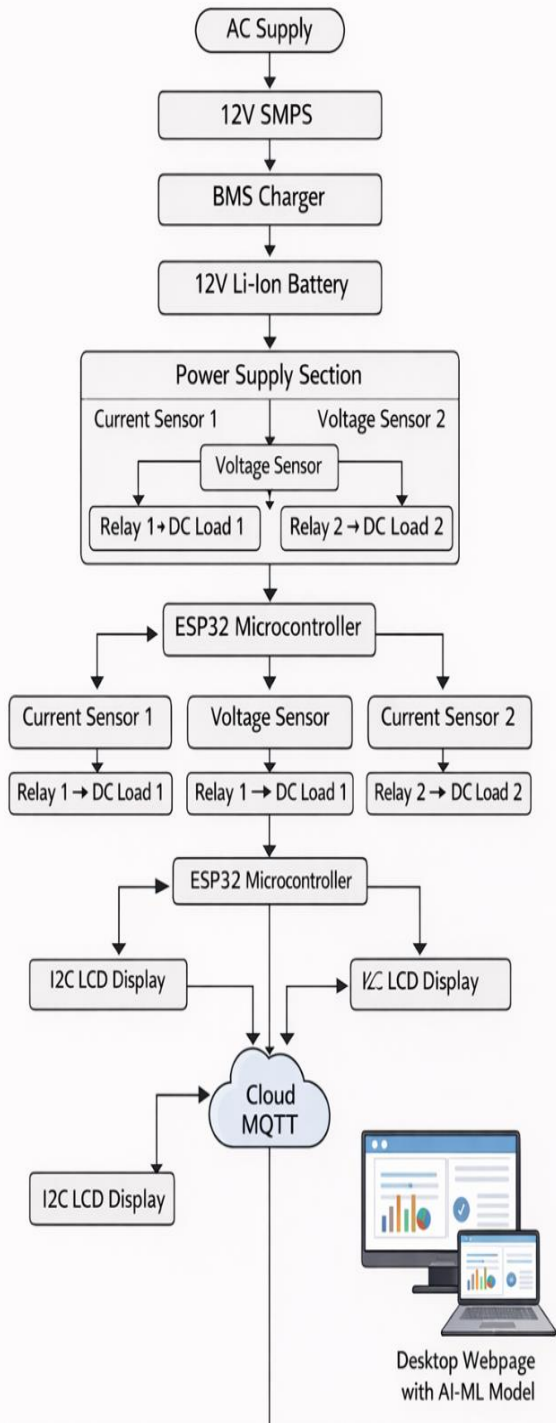 AC Supply
12V SMPS
BMS Charger
12V Li-Ion Battery
Power Supply Section
Current Sensor 1
Voltage Sensor 2
Voltage Sensor
Relay 1→DC Load 1
Relay 2→DC Load 2
ESP32 Microcontroller
Current Sensor 1
Voltage Sensor
Current Sensor 2
Relay 1 → DC Load 1
Relay 1 → DC Load 1
Relay 2 → DC Load 2
ESP32 Microcontroller
I2C LCD Display
LCD Display
Cloud
MQTT
I2C LCD Display
Desktop Webpage
with AI-ML Model